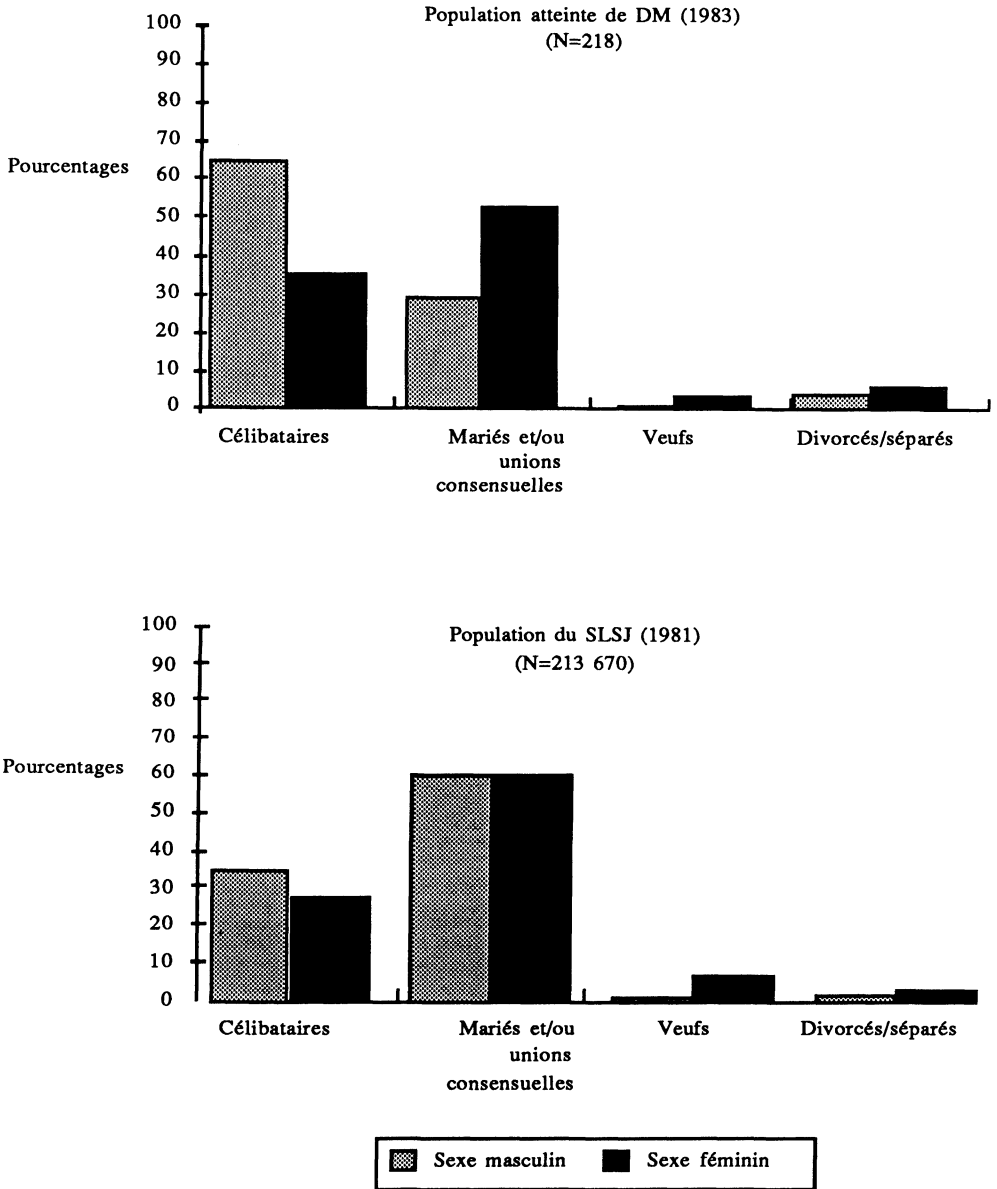 Population atteinte de DM (1983)
(N=218)
Pourcentages
100
90
80
70
60
50
40
30
20
10
0
Célibataires
Mariés et/ou
unions
consensuelles
Veufs
Divorcés/séparés
Population du SLSJ (1981)
(N=213 670)
Pourcentages
100
90
80
70
60
50
40
30
20
10
0
Célibataires
Mariés et/ou
unions
consensuelles
Veufs
Divorcés/séparés
Sexe masculin
Sexe féminin